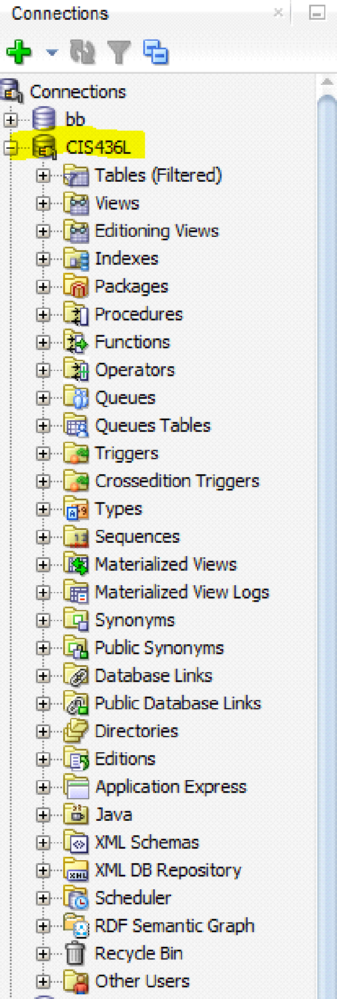 Connections
Connections
bb
CIS436L
Tables (Filtered)
Views
Editioning Views
Indexes
Packages
Procedures
Functions
Operators
Queues
Queues Tables
Triggers
Crossedition Triggers
Types
Sequences
Materialized Views
Materialized View Logs
Synonyms
Public Synonyms
Database Links
Public Database Links
Directories
Editions
Application Express
Java
XML Schemas
XML DB Repository
Scheduler
RDF Semantic Graph
Recycle Bin
Other Users